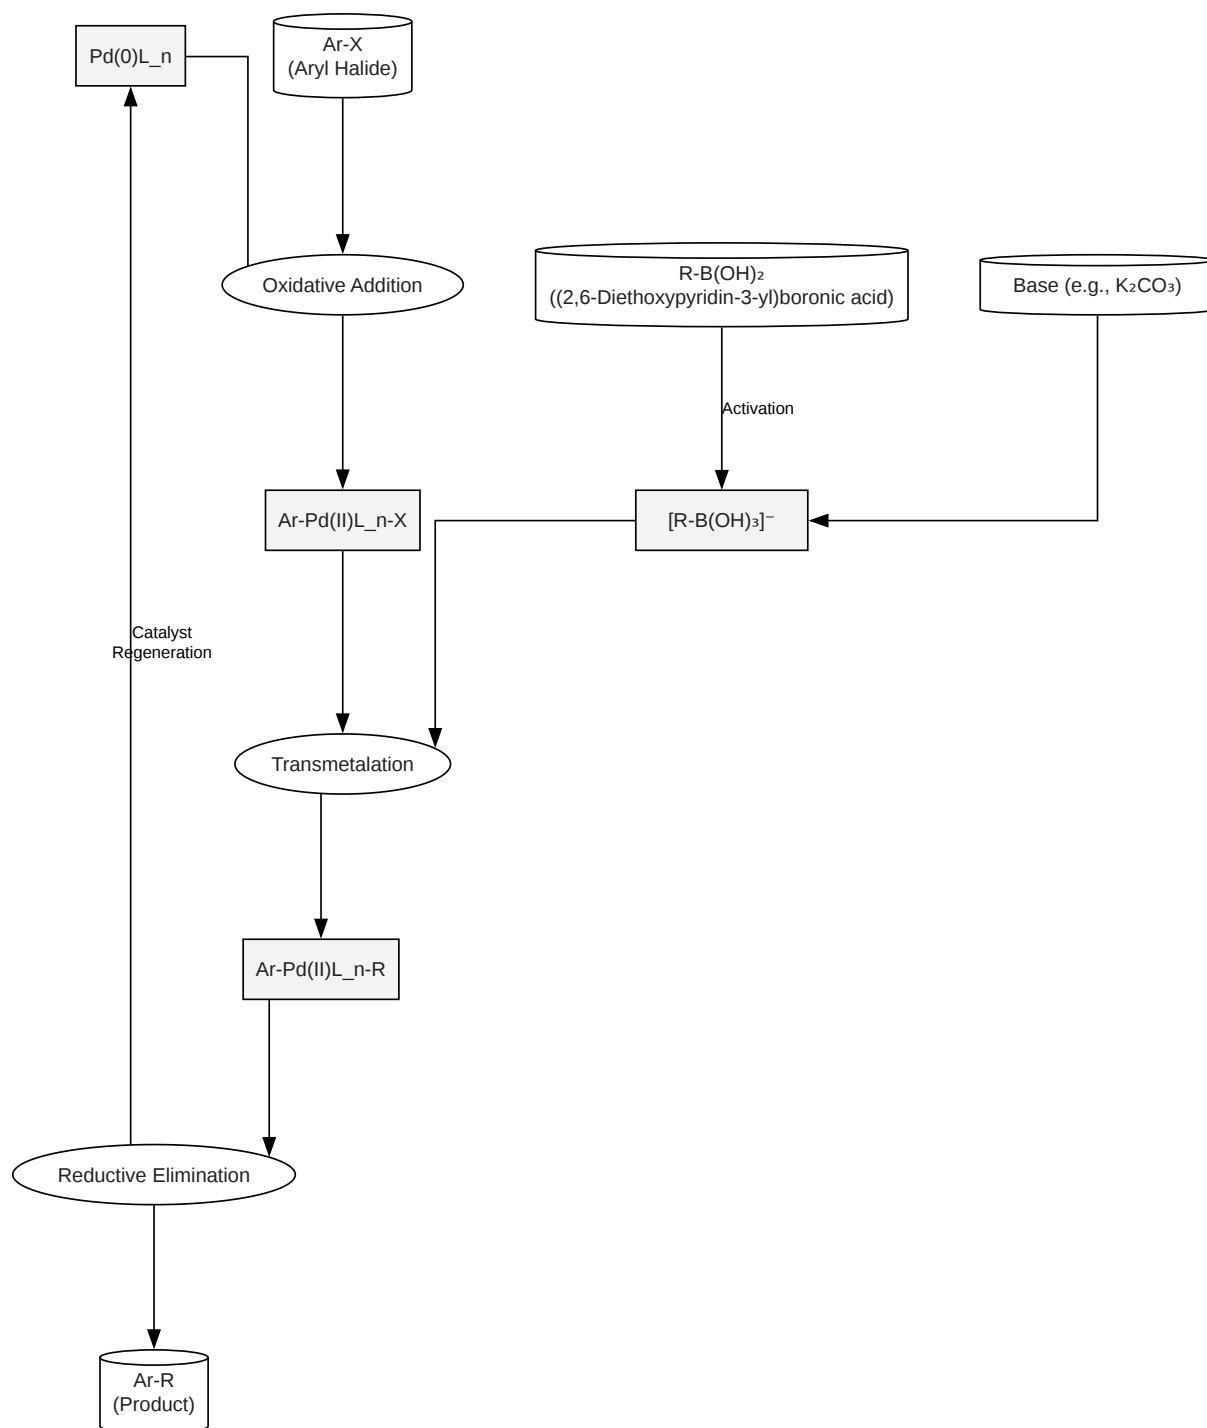 Pd(0)L_n
Ar-X
(Aryl Halide)
Oxidative Addition
R-B(OH)₂
((2,6-Diethoxypyridin-3-yl)boronic acid)
Base (e.g., K₂CO₃)
Activation
Ar-Pd(II)L_n-X
[R-B(OH)₃]⁻
Catalyst
Regeneration
Transmetalation
Ar-Pd(II)L_n-R
Reductive Elimination
Ar-R
(Product)